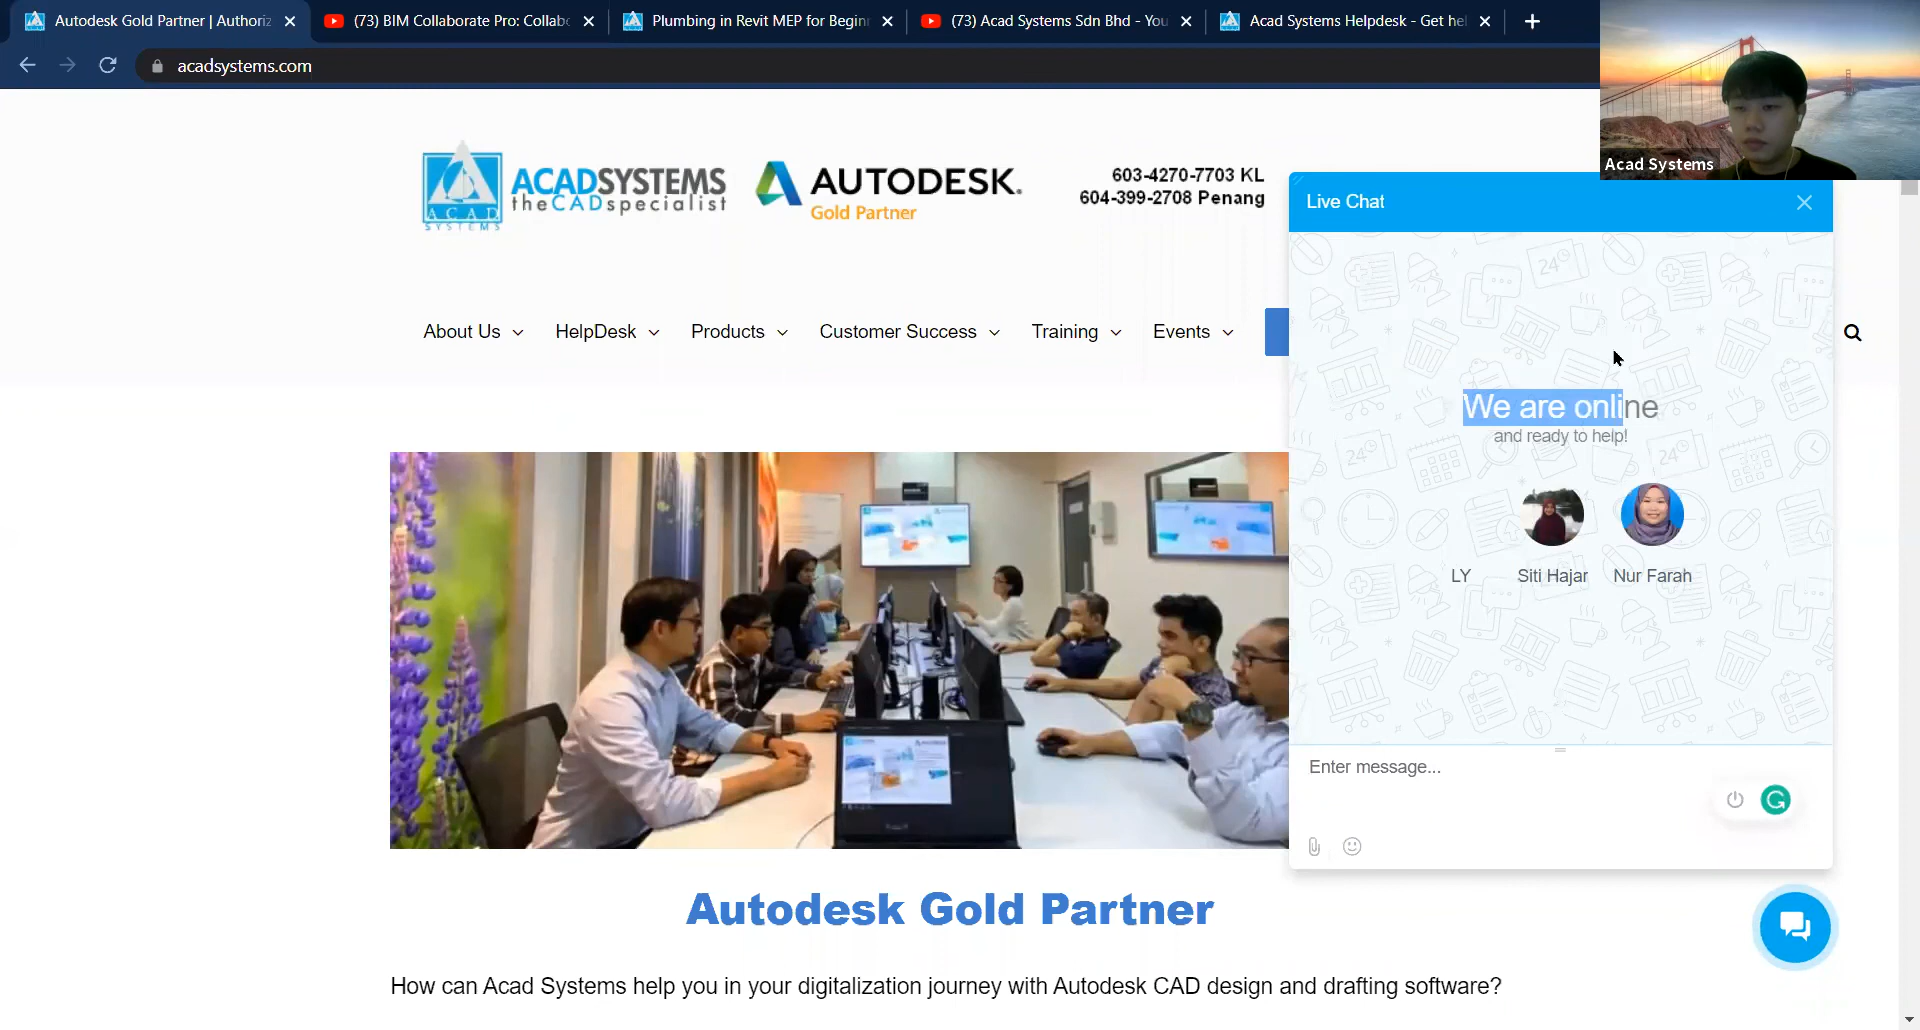 Autodesk Gold Partner | Authoriz
(73) BIM Collaborate Pro: Collabo
Plumbing in Revit MEP for Beginn
(73) Acad Systems Sdn Bhd - You
Acad Systems Helpdesk - Get hel
acadsystems.com
Acad Systems
ACAD
SYSTEMS
ACADSYSTEMS
theCADspecialist
AUTODESK.
Gold Partner
603-4270-7703 KL
604-399-2708 Penang
About Us
HelpDesk
Products
Customer Success
Training
Events
Live Chat
We are online
and ready to help!
LY
Siti Hajar
Nur Farah
Enter message...
Autodesk Gold Partner
How can Acad Systems help you in your digitalization journey with Autodesk CAD design and drafting software?